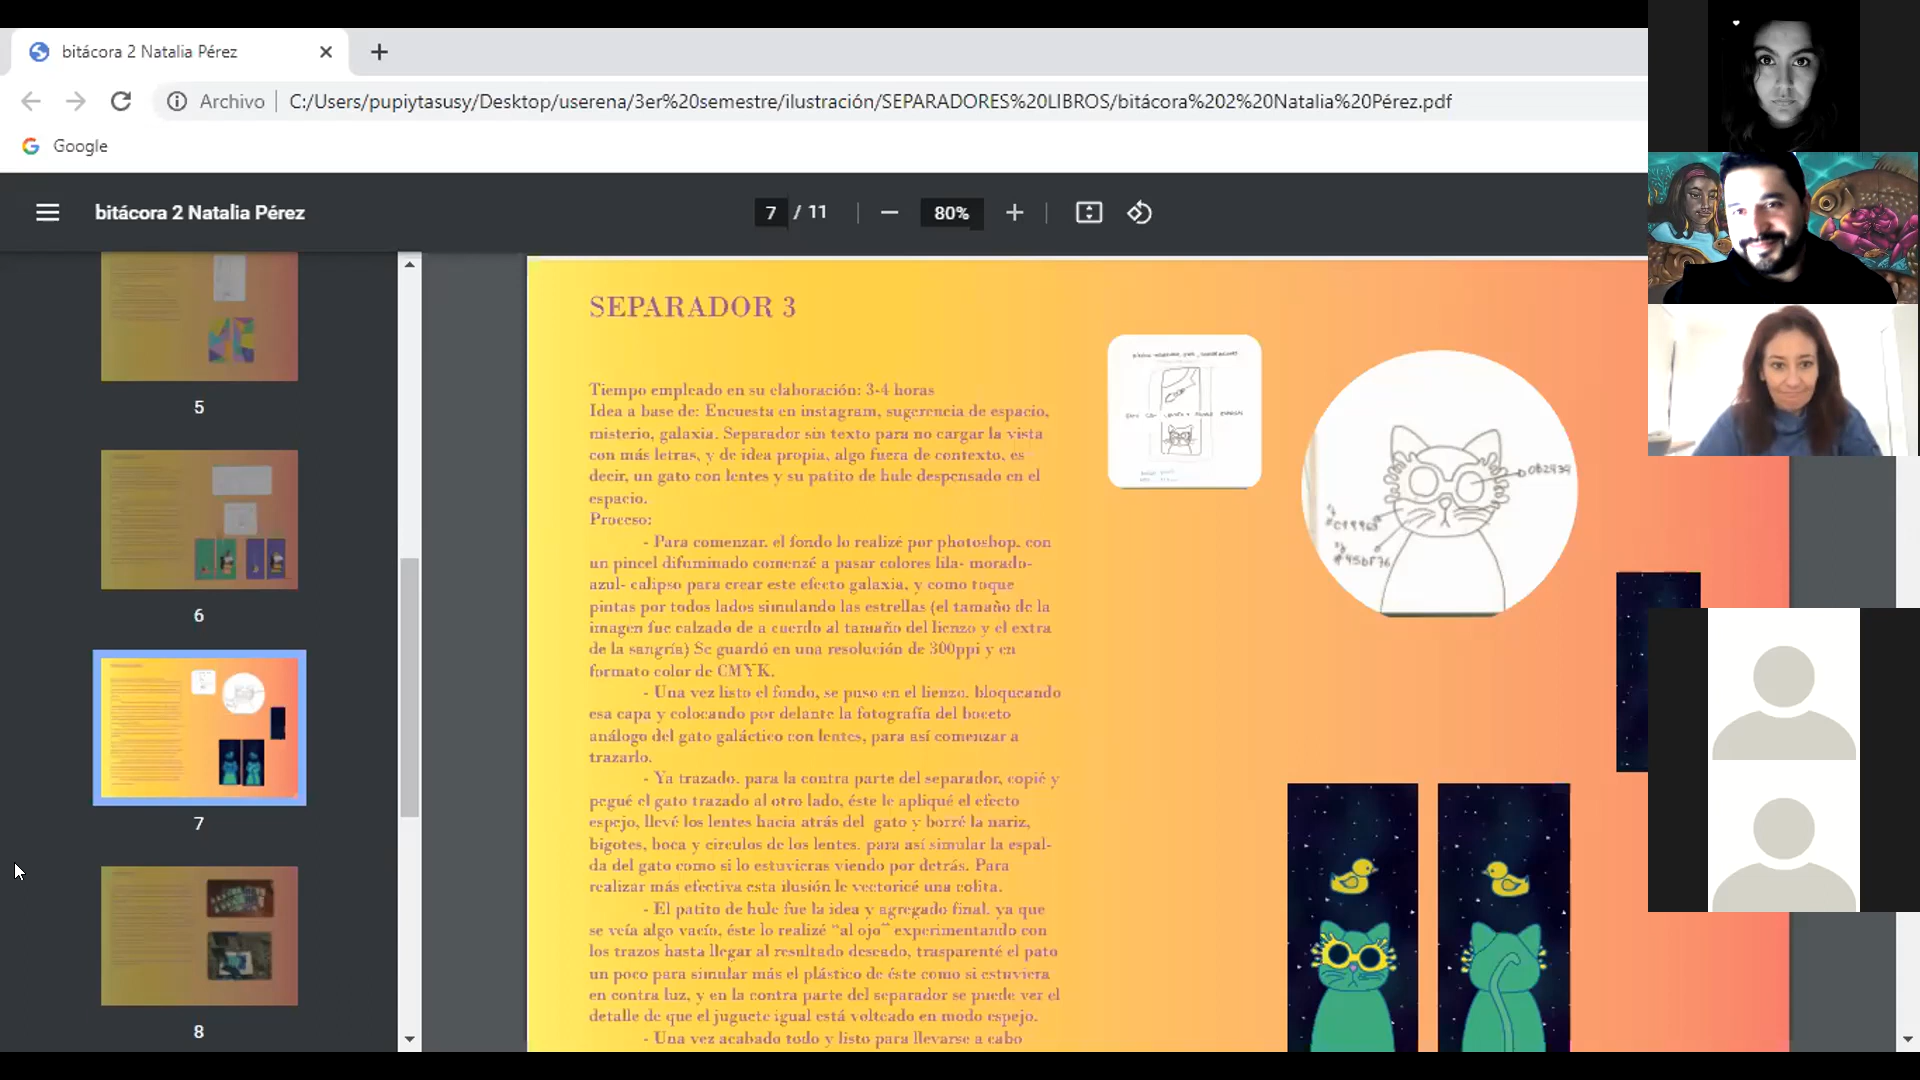 bitácora 2 Natalia Pérez
Archivo
C:/Users/pupiytasusy/Desktop/userena/3er%20semestre/ilustración/SEPARADORES%20LIBROS/bitácora%202%20Natalia%20Pérez.pdf
Google
bitácora 2 Natalia Pérez
7 / 11
80%
5
6
7
8
SEPARADOR 3
Tiempo empleado en su elaboración: 3-4 horas
Idea a base de: Encuesta en instagram, sugerencia de espacio,
misterio, galaxia. Separador sin texto para no cargar la vista
con más letras, y de idea propia, algo fuera de contexto, es
decir, un gato con lentes y su patito de hule despensado en el
espacio.
Proceso:
- Para comenzar, el fondo lo realizé por photoshop, con
un pincel difuminado comenzé a pasar colores lila- morado-
azul- calipso para crear este efecto galaxia, y como toque
pintas por todos lados simulando las estrellas (el tamaño de la
imagen fue calzado de a cuerdo al tamaño del lienzo y el extra
de la sangría) Se guardó en una resolución de 300ppi y en
formato color de CMYK.
- Una vez listo el fondo, se puso en el lienzo, bloqueando
esa capa y colocando por delante la fotografía del boceto
análogo del gato galáctico con lentes, para así comenzar a
trazarlo.
- Ya trazado, para la contra parte del separador, copié y
pegué el gato trazado al otro lado, éste le apliqué el efecto
espejo, llevé los lentes hacia atrás del gato y borré la nariz,
bigotes, boca y circulos de los lentes, para así simular la espal-
da del gato como si lo estuvieras viendo por detrás. Para
realizar más efectiva esta ilusión le vectoricé una colita.
- El patito de hule fue la idea y agregado final, ya que
se veía algo vacío, éste lo realizé "al ojo" experimentando con
los trazos hasta llegar al resultado deseado, trasparenté el pato
un poco para simular más el plástico de éste como si estuviera
en contra luz, y en la contra parte del separador se puede ver el
detalle de que el juguete igual está volteado en modo espejo.
- Una vez acabado todo y listo para llevarse a cabo